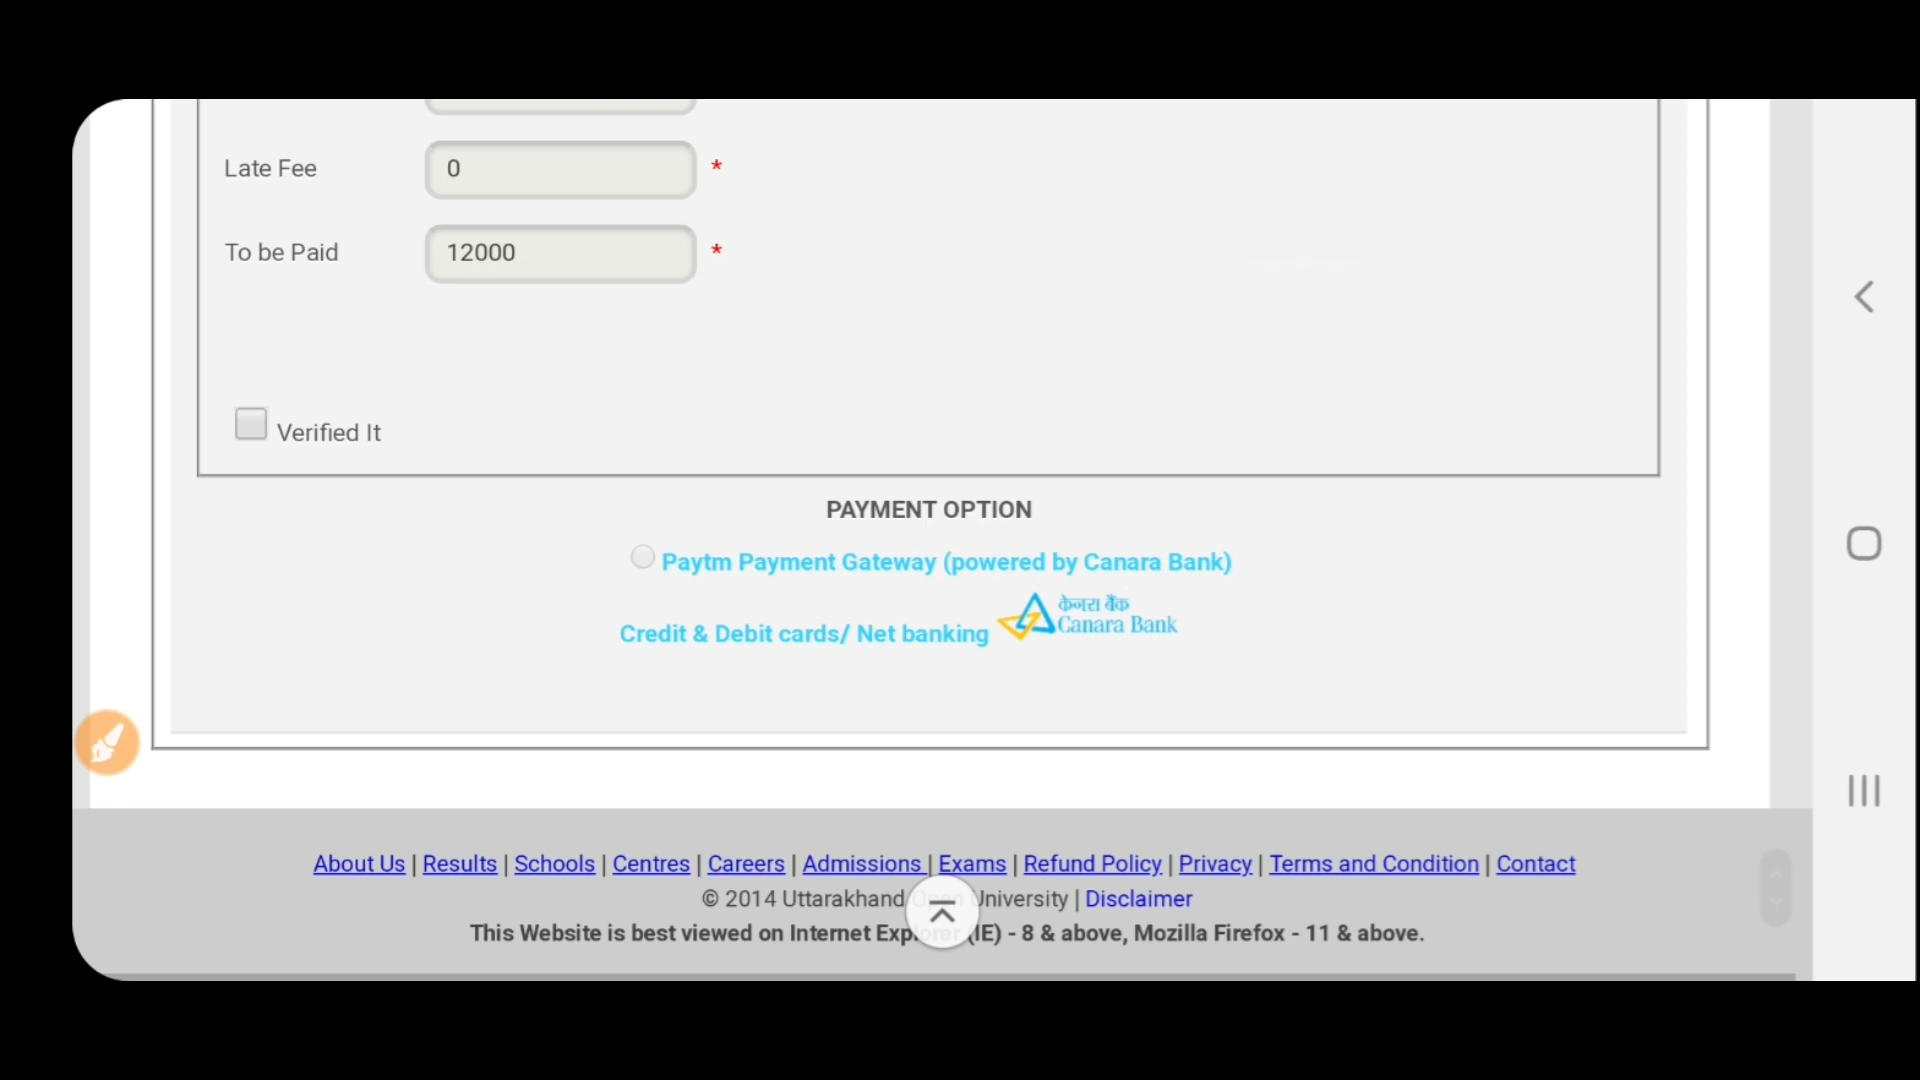 Late Fee 0 *
To be Paid 12000 *
Verified It
PAYMENT OPTION
Paytm Payment Gateway (powered by Canara Bank)
केनरा बैंक
Credit & Debit cards/ Net banking Canara Bank
About Us | Results | Schools | Centres | Careers | Admissions | Exams | Refund Policy | Privacy | Terms and Condition | Contact
© 2014 Uttarakhand Open University | Disclaimer
This Website is best viewed on Internet Explorer (IE) - 8 & above, Mozilla Firefox - 11 & above.